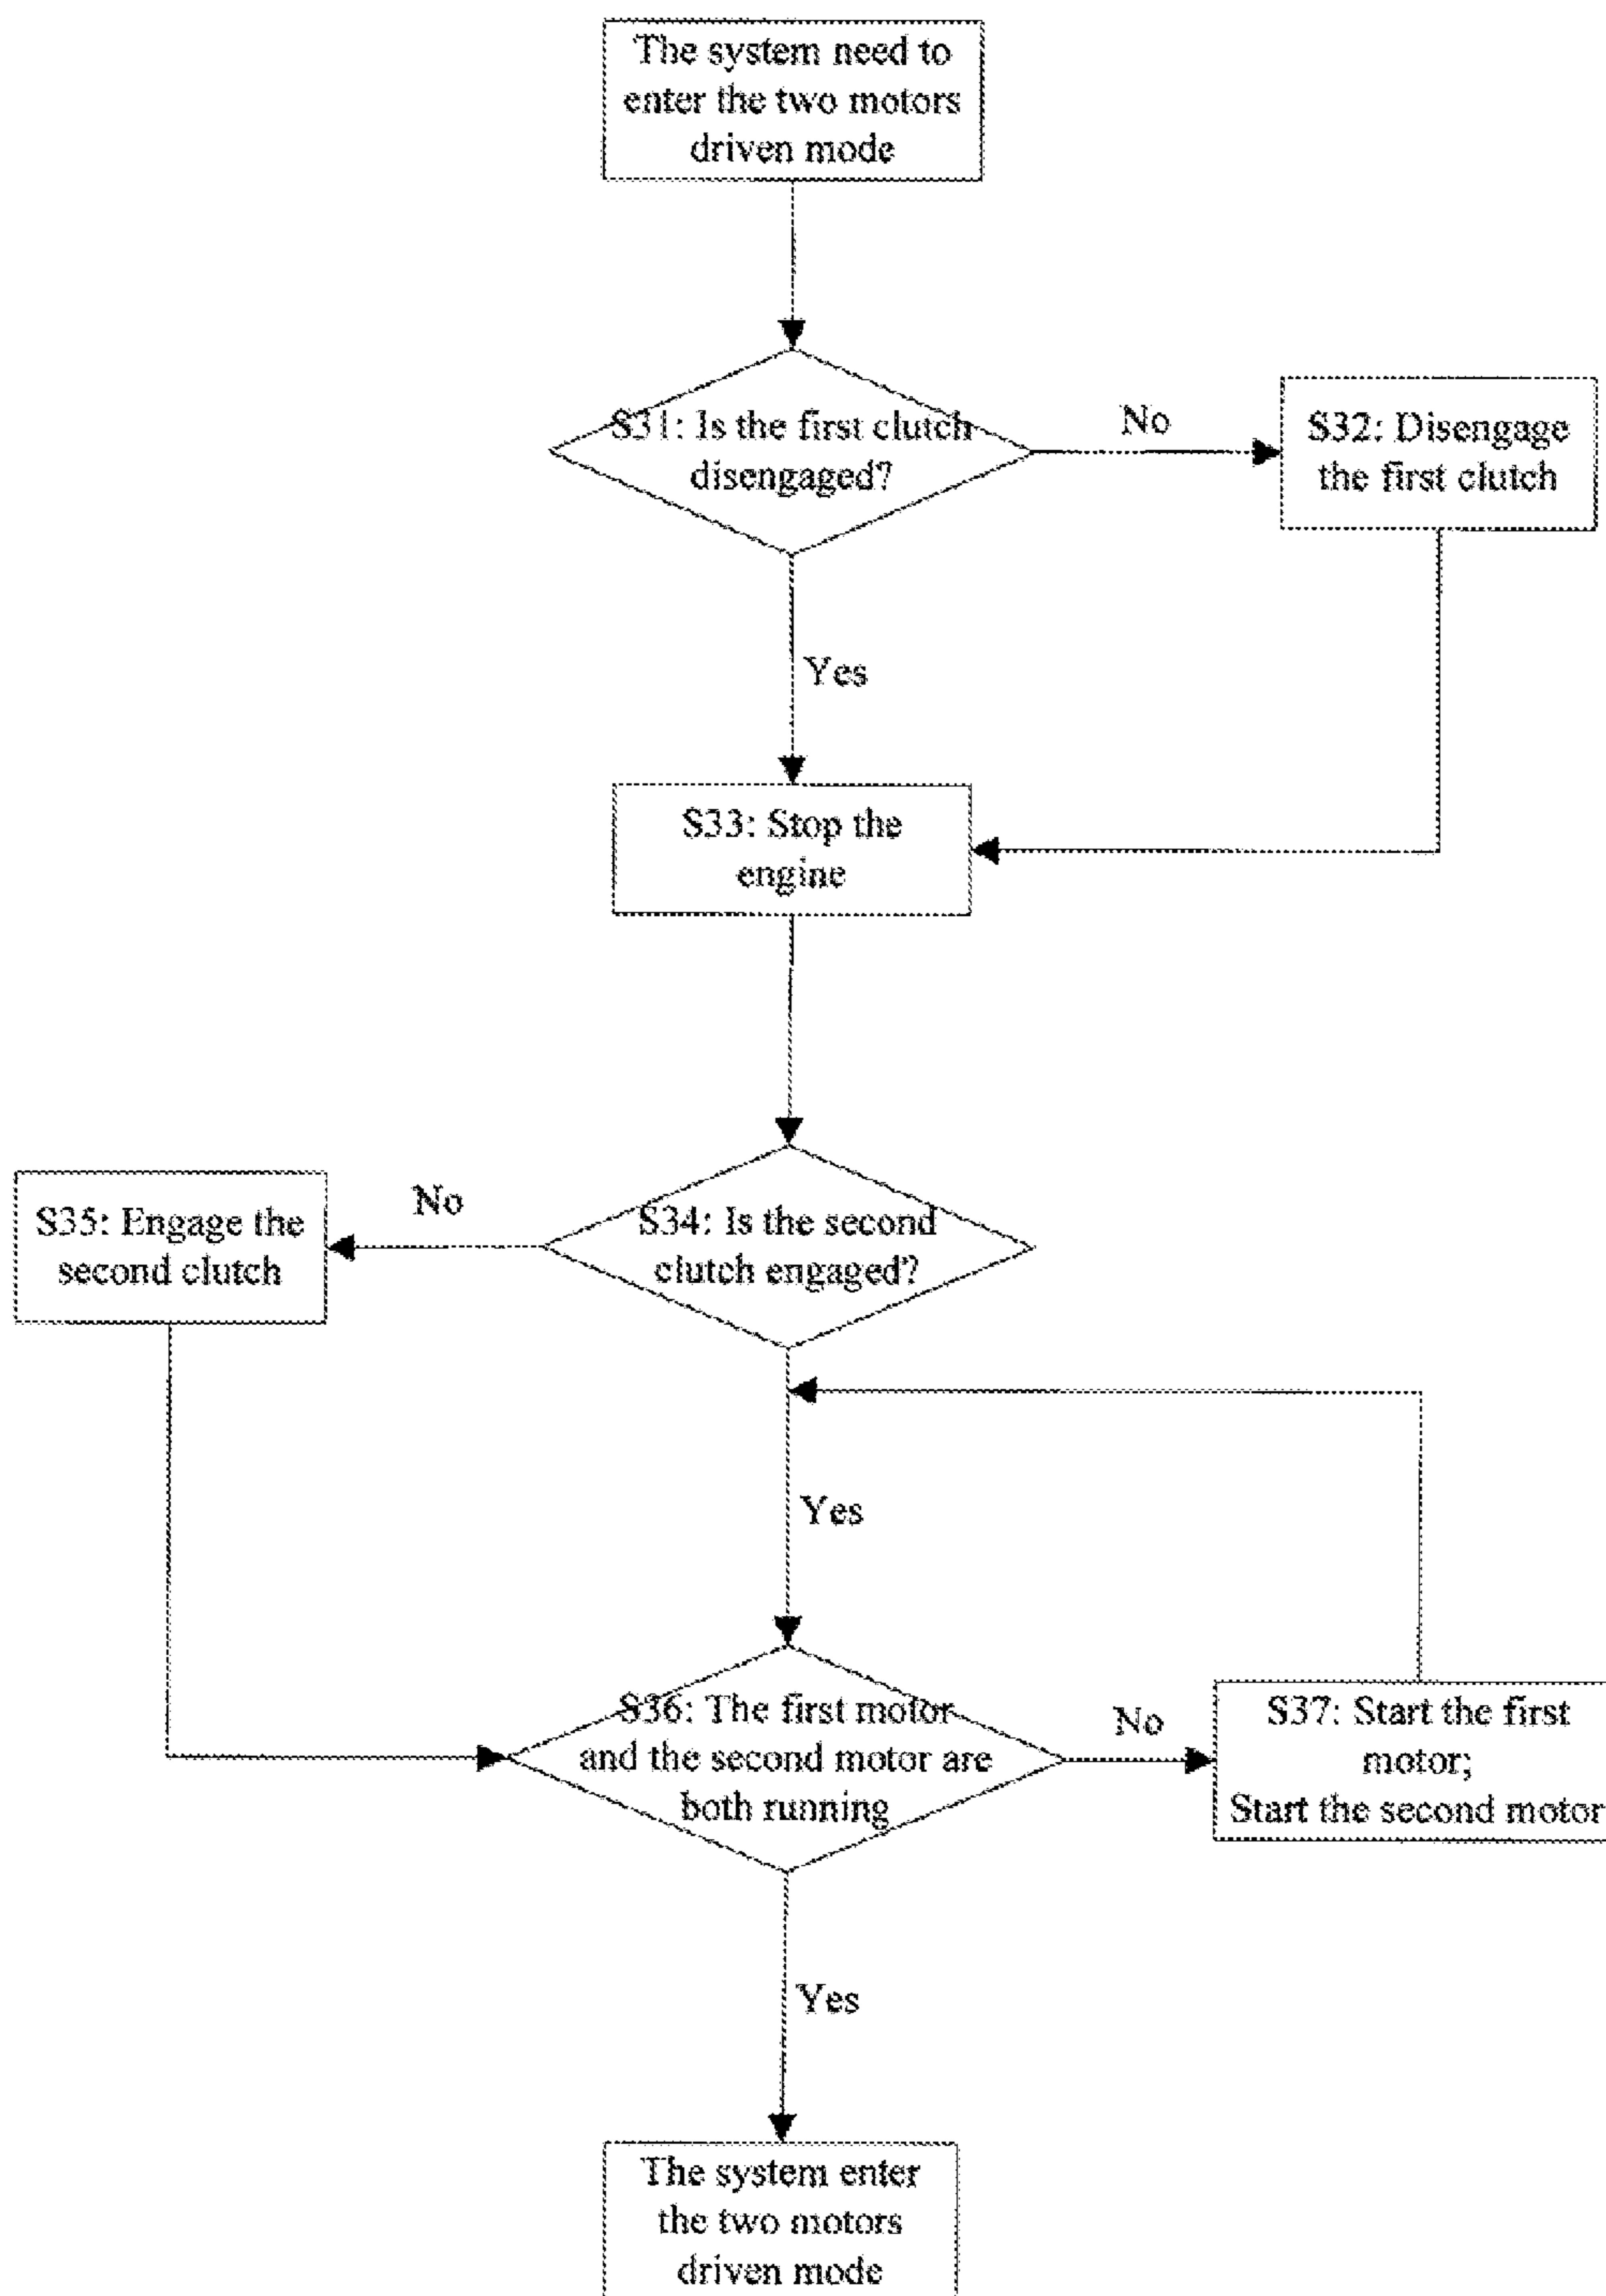 The system need to
enter the two motors
driven mode
S31: Is the first clutch
disengaged?
No
S32: Disengage
the first clutch
Yes
S33: Stop the
engine
S34: Is the second
clutch engaged?
No
S35: Engage the
second clutch
Yes
S36: The first motor
and the second motor are
both running
No
S37: Start the first
motor;
Start the second motor
Yes
The system enter
the two motors
driven mode